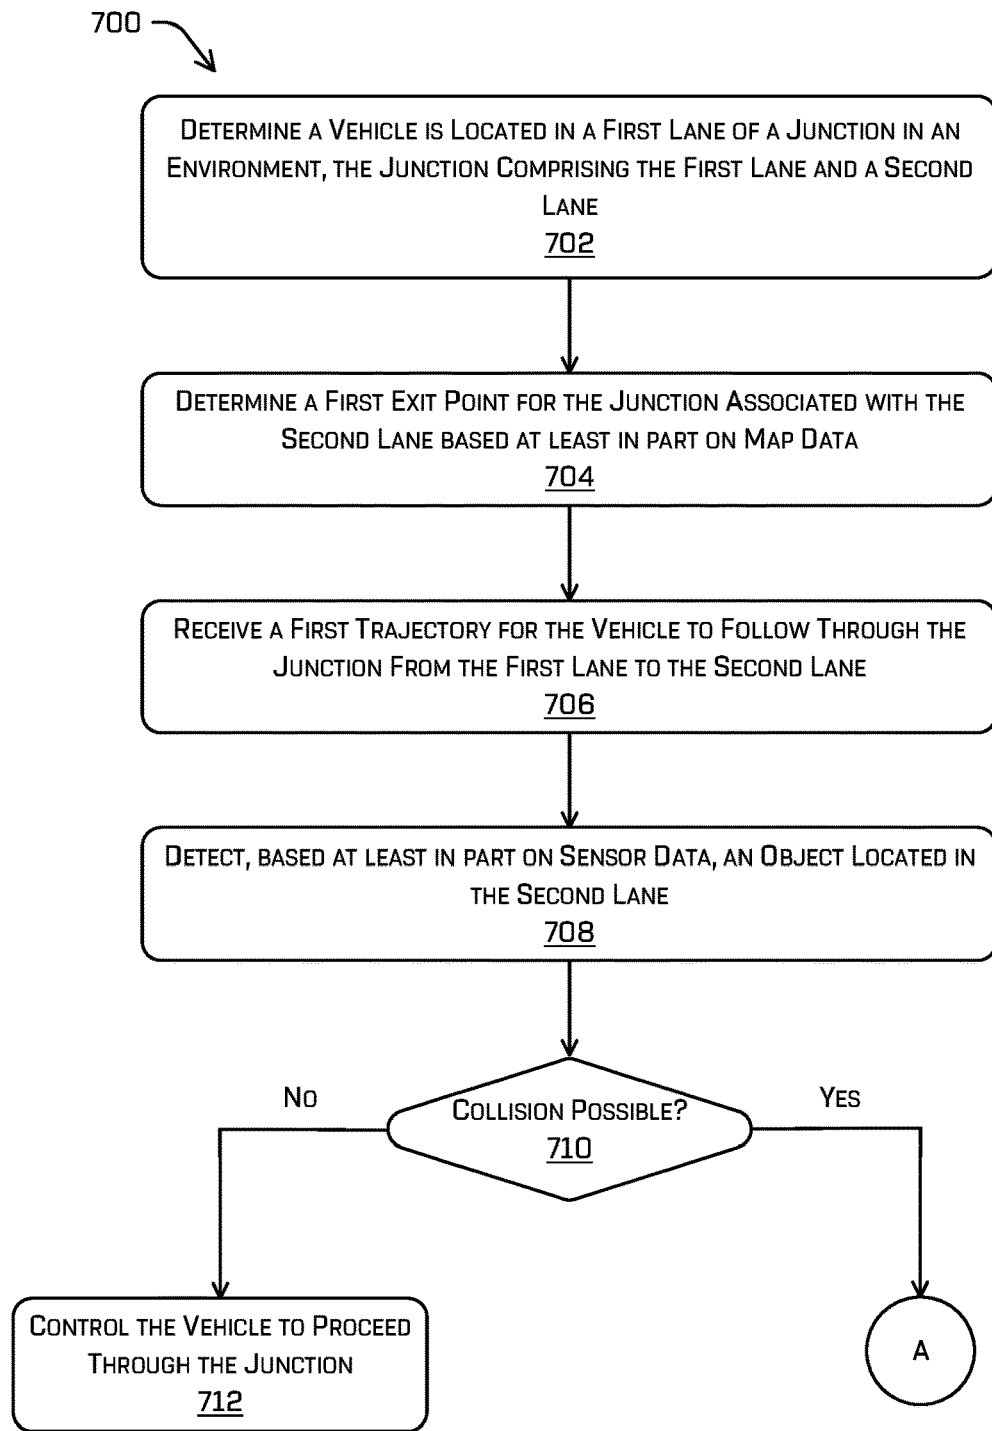 700
DETERMINE A VEHICLE IS LOCATED IN A FIRST LANE OF A JUNCTION IN AN
ENVIRONMENT, THE JUNCTION COMPRISING THE FIRST LANE AND A SECOND
LANE
702
DETERMINE A FIRST EXIT POINT FOR THE JUNCTION ASSOCIATED WITH THE
SECOND LANE BASED AT LEAST IN PART ON MAP DATA
704
RECEIVE A FIRST TRAJECTORY FOR THE VEHICLE TO FOLLOW THROUGH THE
JUNCTION FROM THE FIRST LANE TO THE SECOND LANE
706
DETECT, BASED AT LEAST IN PART ON SENSOR DATA, AN OBJECT LOCATED IN
THE SECOND LANE
708
COLLISION POSSIBLE?
710
NO
YES
CONTROL THE VEHICLE TO PROCEED
THROUGH THE JUNCTION
712
A